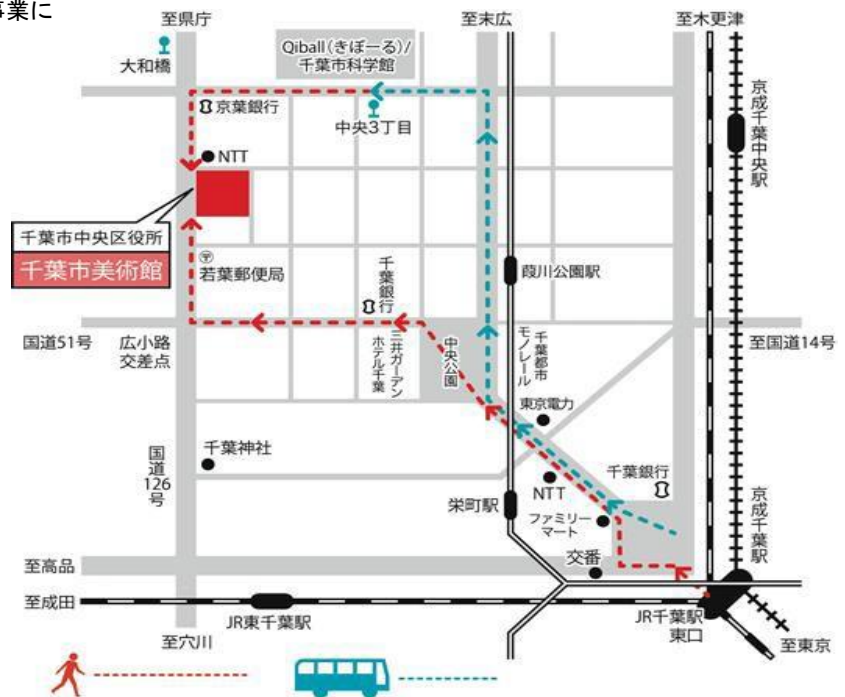 事業に
至県庁
至末広
至木更津
大和橋
Qiball(きぼーる)/
千葉市科学館
京葉銀行
中央3丁目
京成千葉中央駅
NTT
千葉市中央区役所
千葉市美術館
〒
若葉郵便局
千葉銀行
葭川公園駅
国道51号
広小路
交差点
三井ガーデン
ホテル千葉
中央公園
千葉都市
モノレール
至国道14号
東京電力
国道126号
千葉神社
千葉銀行
NTT
栄町駅
ファミリー
マート
京成千葉駅
至高品
交番
至成田
JR東千葉駅
JR千葉駅
東口
至穴川
至東京